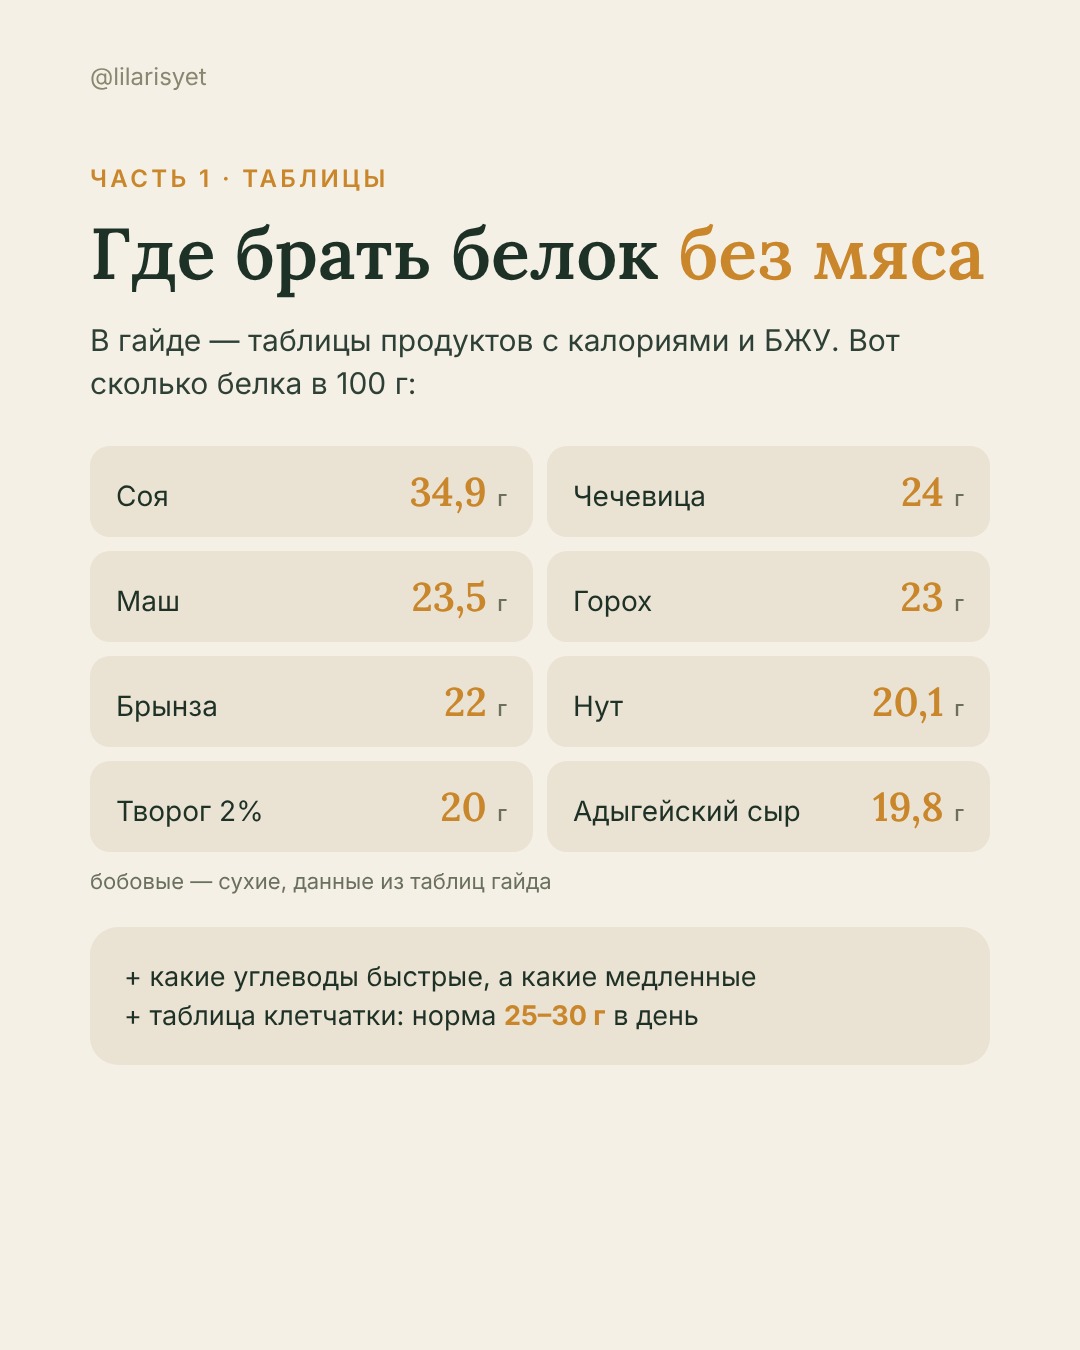 @lilarisyet
ЧАСТЬ 1 · ТАБЛИЦЫ
Где брать белок без мяса
В гайде — таблицы продуктов с калориями и БЖУ. Вот
сколько белка в 100 г:
Соя 34,9 г
Чечевица 24 г
Маш 23,5 г
Горох 23 г
Брынза 22 г
Нут 20,1 г
Творог 2% 20 г
Адыгейский сыр 19,8 г
бобовые — сухие, данные из таблиц гайда
+ какие углеводы быстрые, а какие медленные
+ таблица клетчатки: норма 25–30 г в день